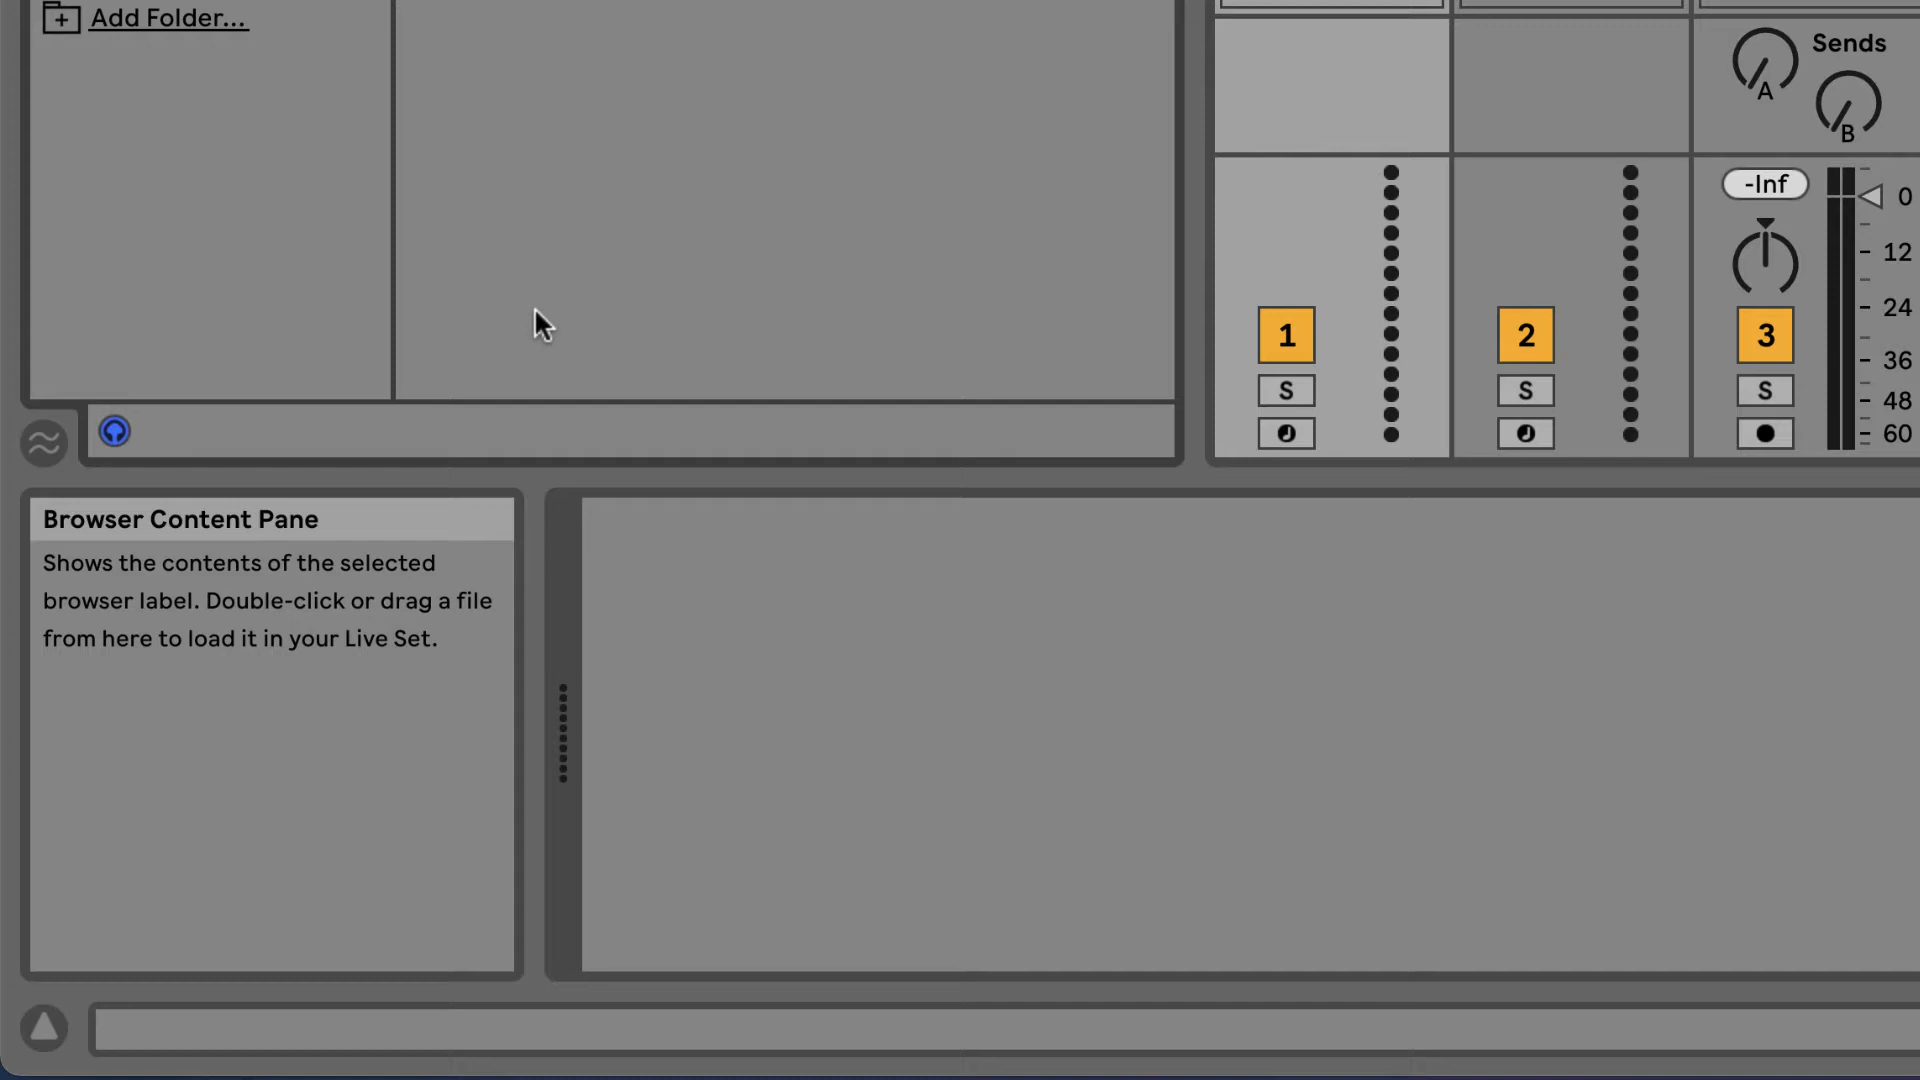 Add Folder...
Sends
A
B
-Inf
0
12
24
36
48
60
1
2
3
S
S
S
Browser Content Pane
Shows the contents of the selected
browser label. Double-click or drag a file
from here to load it in your Live Set.